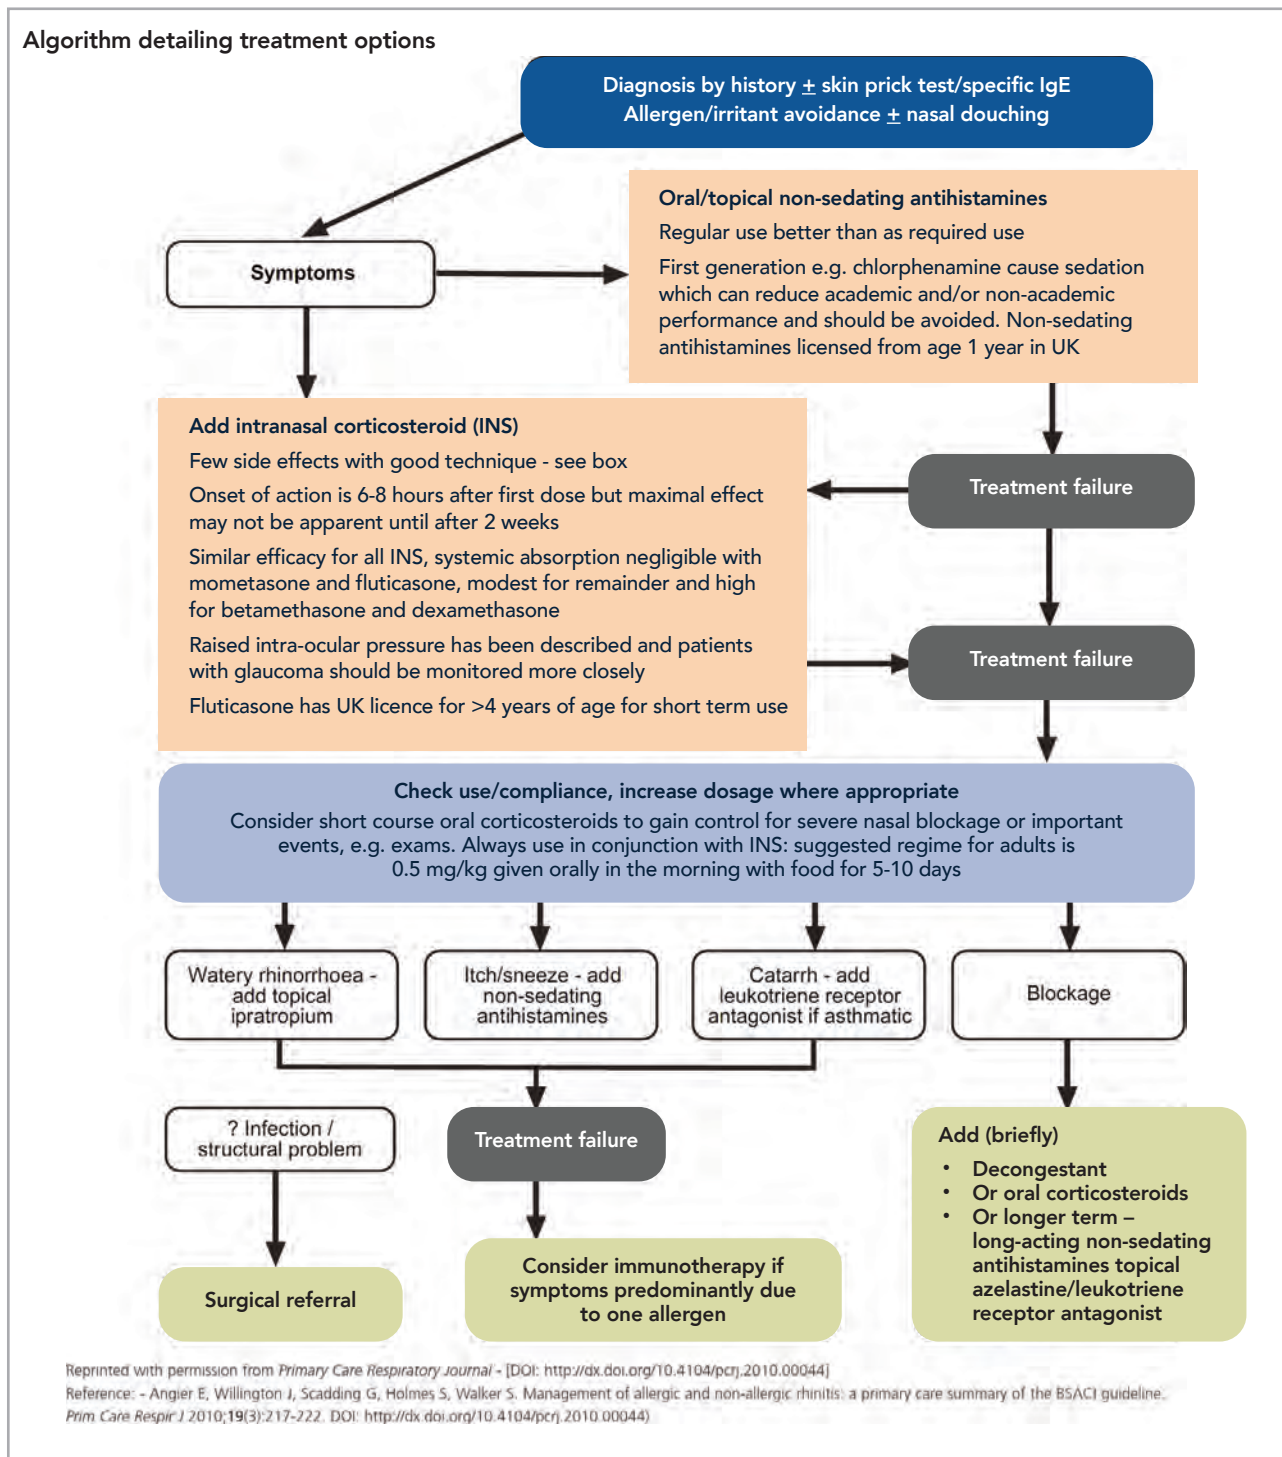 Algorithm detailing treatment options
Diagnosis by history ± skin prick test/specific IgE
Allergen/irritant avoidance ± nasal douching
Symptoms
Oral/topical non-sedating antihistamines
Regular use better than as required use
First generation e.g. chlorphenamine cause sedation
which can reduce academic and/or non-academic
performance and should be avoided. Non-sedating
antihistamines licensed from age 1 year in UK
Add intranasal corticosteroid (INS)
Few side effects with good technique - see box
Onset of action is 6-8 hours after first dose but maximal effect
may not be apparent until after 2 weeks
Similar efficacy for all INS, systemic absorption negligible with
mometasone and fluticasone, modest for remainder and high
for betamethasone and dexamethasone
Raised intra-ocular pressure has been described and patients
with glaucoma should be monitored more closely
Fluticasone has UK licence for >4 years of age for short term use
Treatment failure
Treatment failure
Check use/compliance, increase dosage where appropriate
Consider short course oral corticosteroids to gain control for severe nasal blockage or important
events, e.g. exams. Always use in conjunction with INS: suggested regime for adults is
0.5 mg/kg given orally in the morning with food for 5-10 days
Watery rhinorrhoea -
add topical
ipratropium
Itch/sneeze - add
non-sedating
antihistamines
Catarrh - add
leukotriene receptor
antagonist if asthmatic
Blockage
? Infection /
structural problem
Treatment failure
Add (briefly)
• Decongestant
• Or oral corticosteroids
• Or longer term –
long-acting non-sedating
antihistamines topical
azelastine/leukotriene
receptor antagonist
Surgical referral
Consider immunotherapy if
symptoms predominantly due
to one allergen
Reprinted with permission from Primary Care Respiratory Journal - [DOI: http://dx.doi.org/10.4104/pcrj.2010.00044]
Reference: - Angier E, Willington J, Scadding G, Holmes S, Walker S. Management of allergic and non-allergic rhinitis: a primary care summary of the BSACI guideline.
Prim Care Respir J 2010;19(3):217-222. DOI: http://dx.doi.org/10.4104/pcrj.2010.00044)